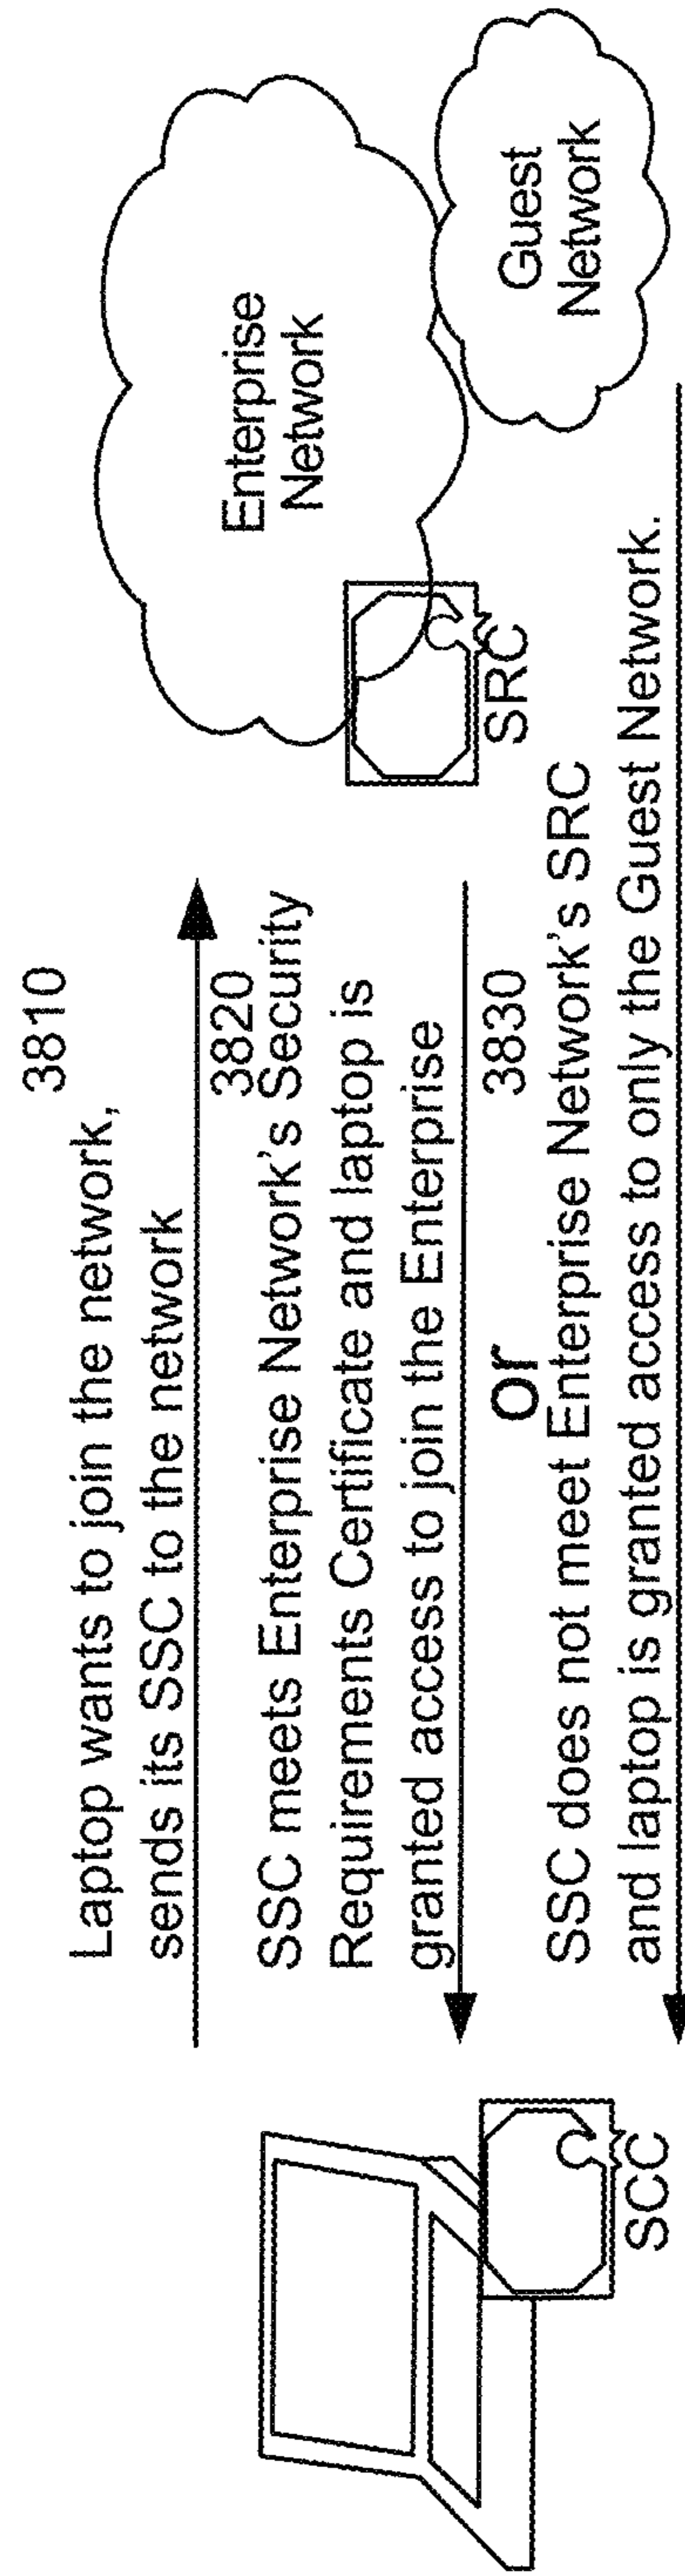 3810
Laptop wants to join the network,
sends its SSC to the network
3820
SSC meets Enterprise Network's Security
Requirements Certificate and laptop is
granted access to join the Enterprise
3830
or
SSC does not meet Enterprise Network's SRC
and laptop is granted access to only the Guest Network.
SCC
SRC
Enterprise
Network
Guest
Network